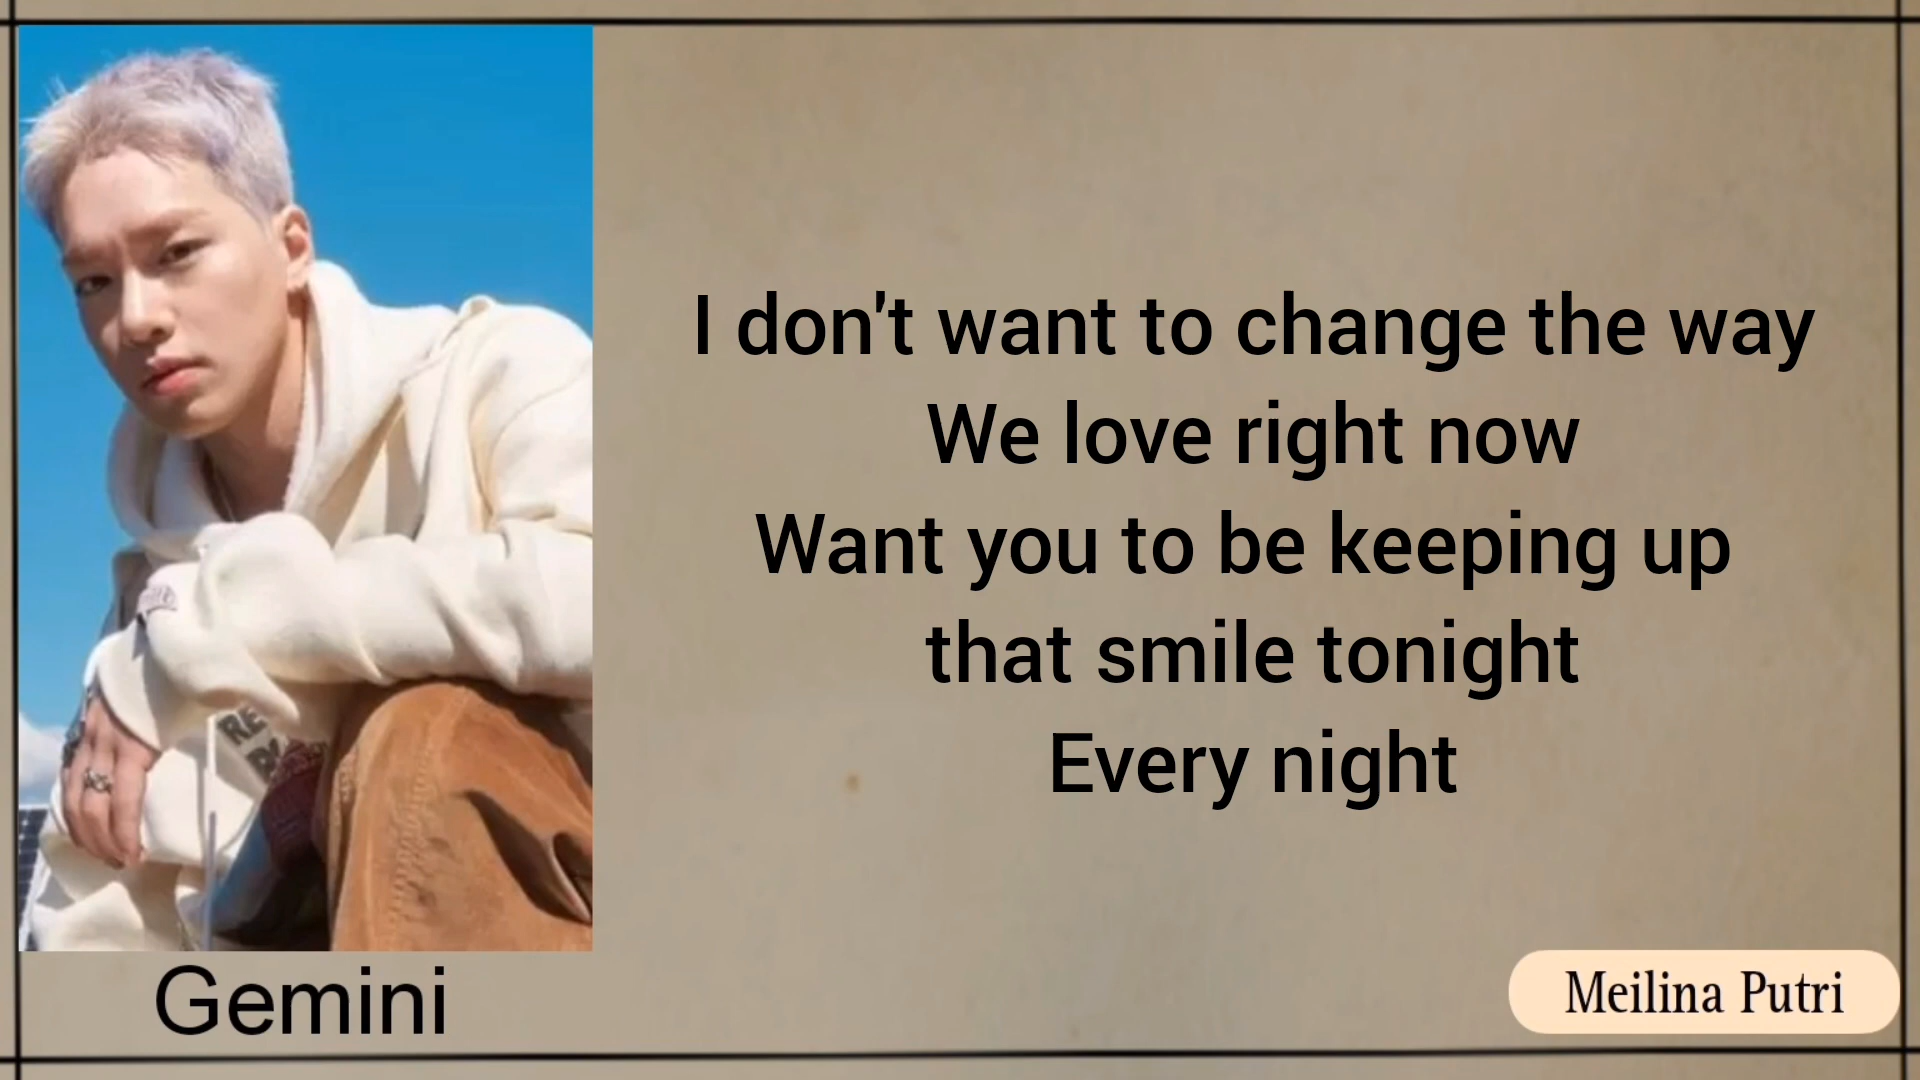 I don't want to change the way
We love right now
Want you to be keeping up
that smile tonight
Every night
Gemini
Meilina Putri